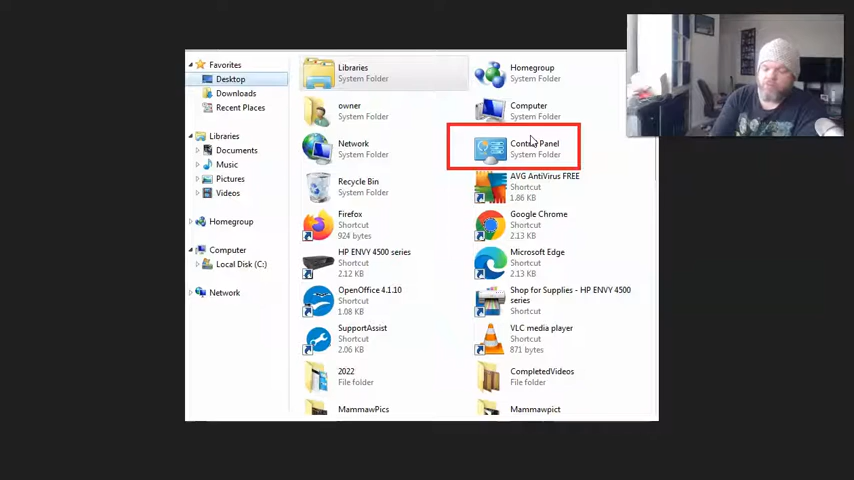 Favorites
Desktop
Downloads
Recent Places
Libraries
Documents
Music
Pictures
Videos
Homegroup
Computer
Local Disk (C:)
Network
Libraries
System Folder
Homegroup
System Folder
owner
System Folder
Computer
System Folder
Network
System Folder
Control Panel
System Folder
Recycle Bin
System Folder
AVG AntiVirus FREE
Shortcut
1.86 KB
Firefox
Shortcut
924 bytes
Google Chrome
Shortcut
2.13 KB
HP ENVY 4500 series
Shortcut
2.12 KB
Microsoft Edge
Shortcut
2.13 KB
OpenOffice 4.1.10
Shortcut
1.08 KB
Shop for Supplies - HP ENVY 4500
series
Shortcut
SupportAssist
Shortcut
2.06 KB
VLC media player
Shortcut
871 bytes
2022
File folder
CompletedVideos
File folder
MammawPics
Mammawpict